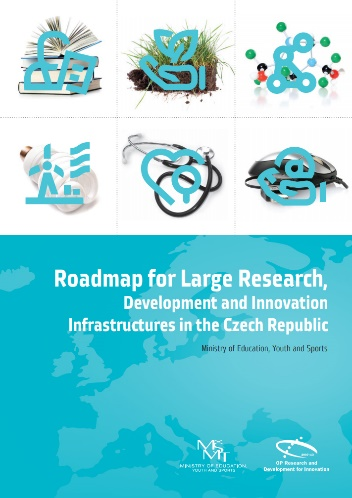 Roadmap for Large Research,
Development and Innovation
Infrastructures in the Czech Republic
Ministry of Education, Youth and Sports
MINISTRY OF EDUCATION,
YOUTH AND SPORTS
OP Research and
Development for Innovation